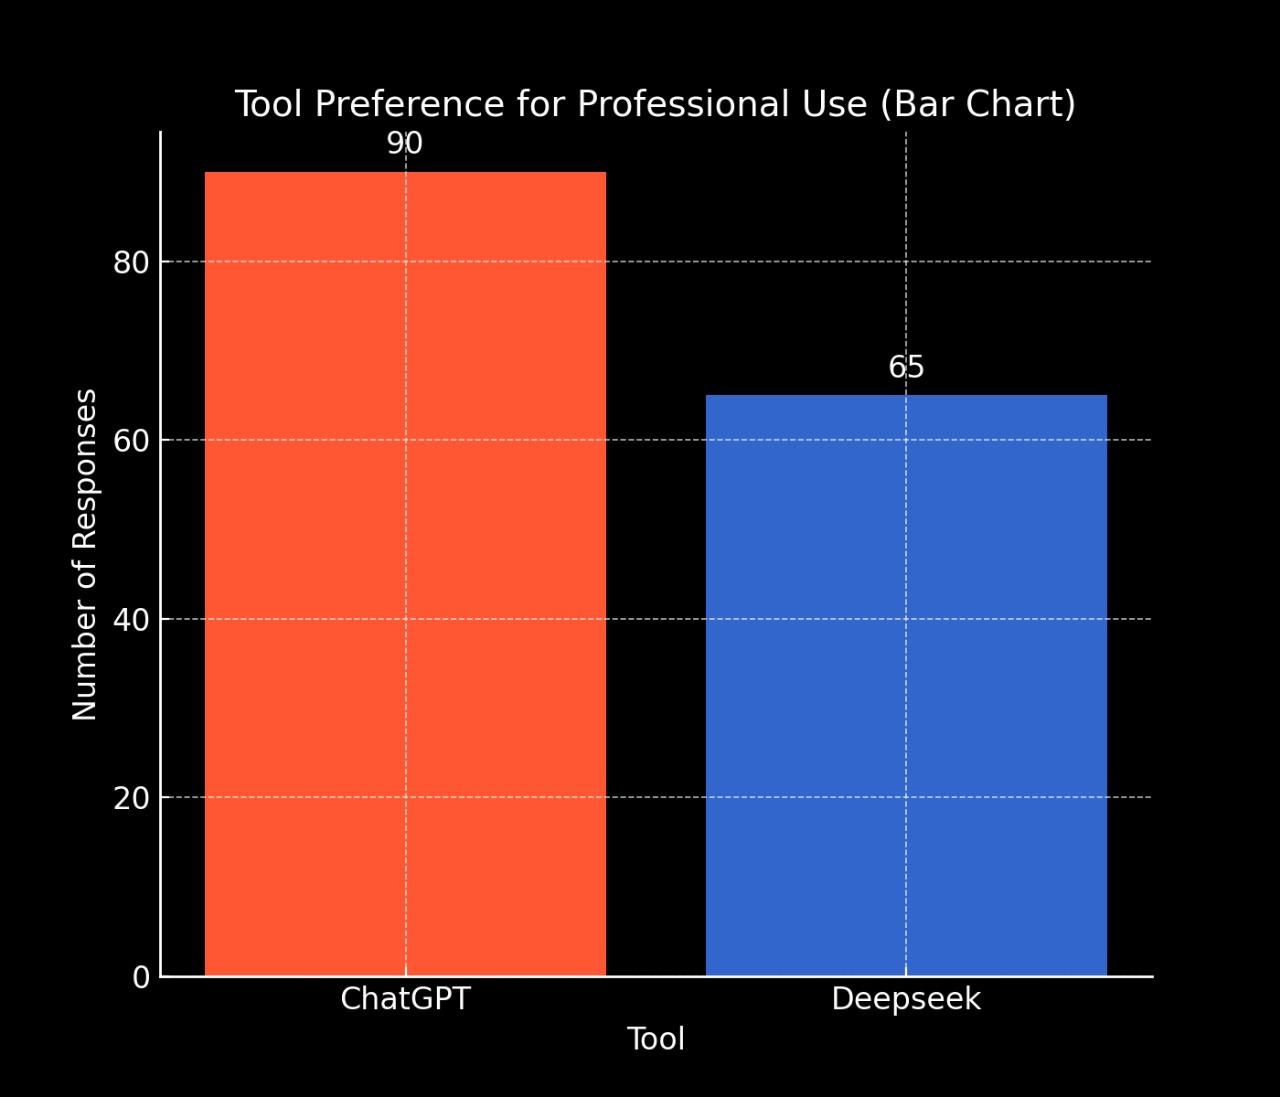 Tool Preference for Professional Use (Bar Chart)
90
80
65
60
Number of Responses
40
20
0
ChatGPT
Deepseek
Tool